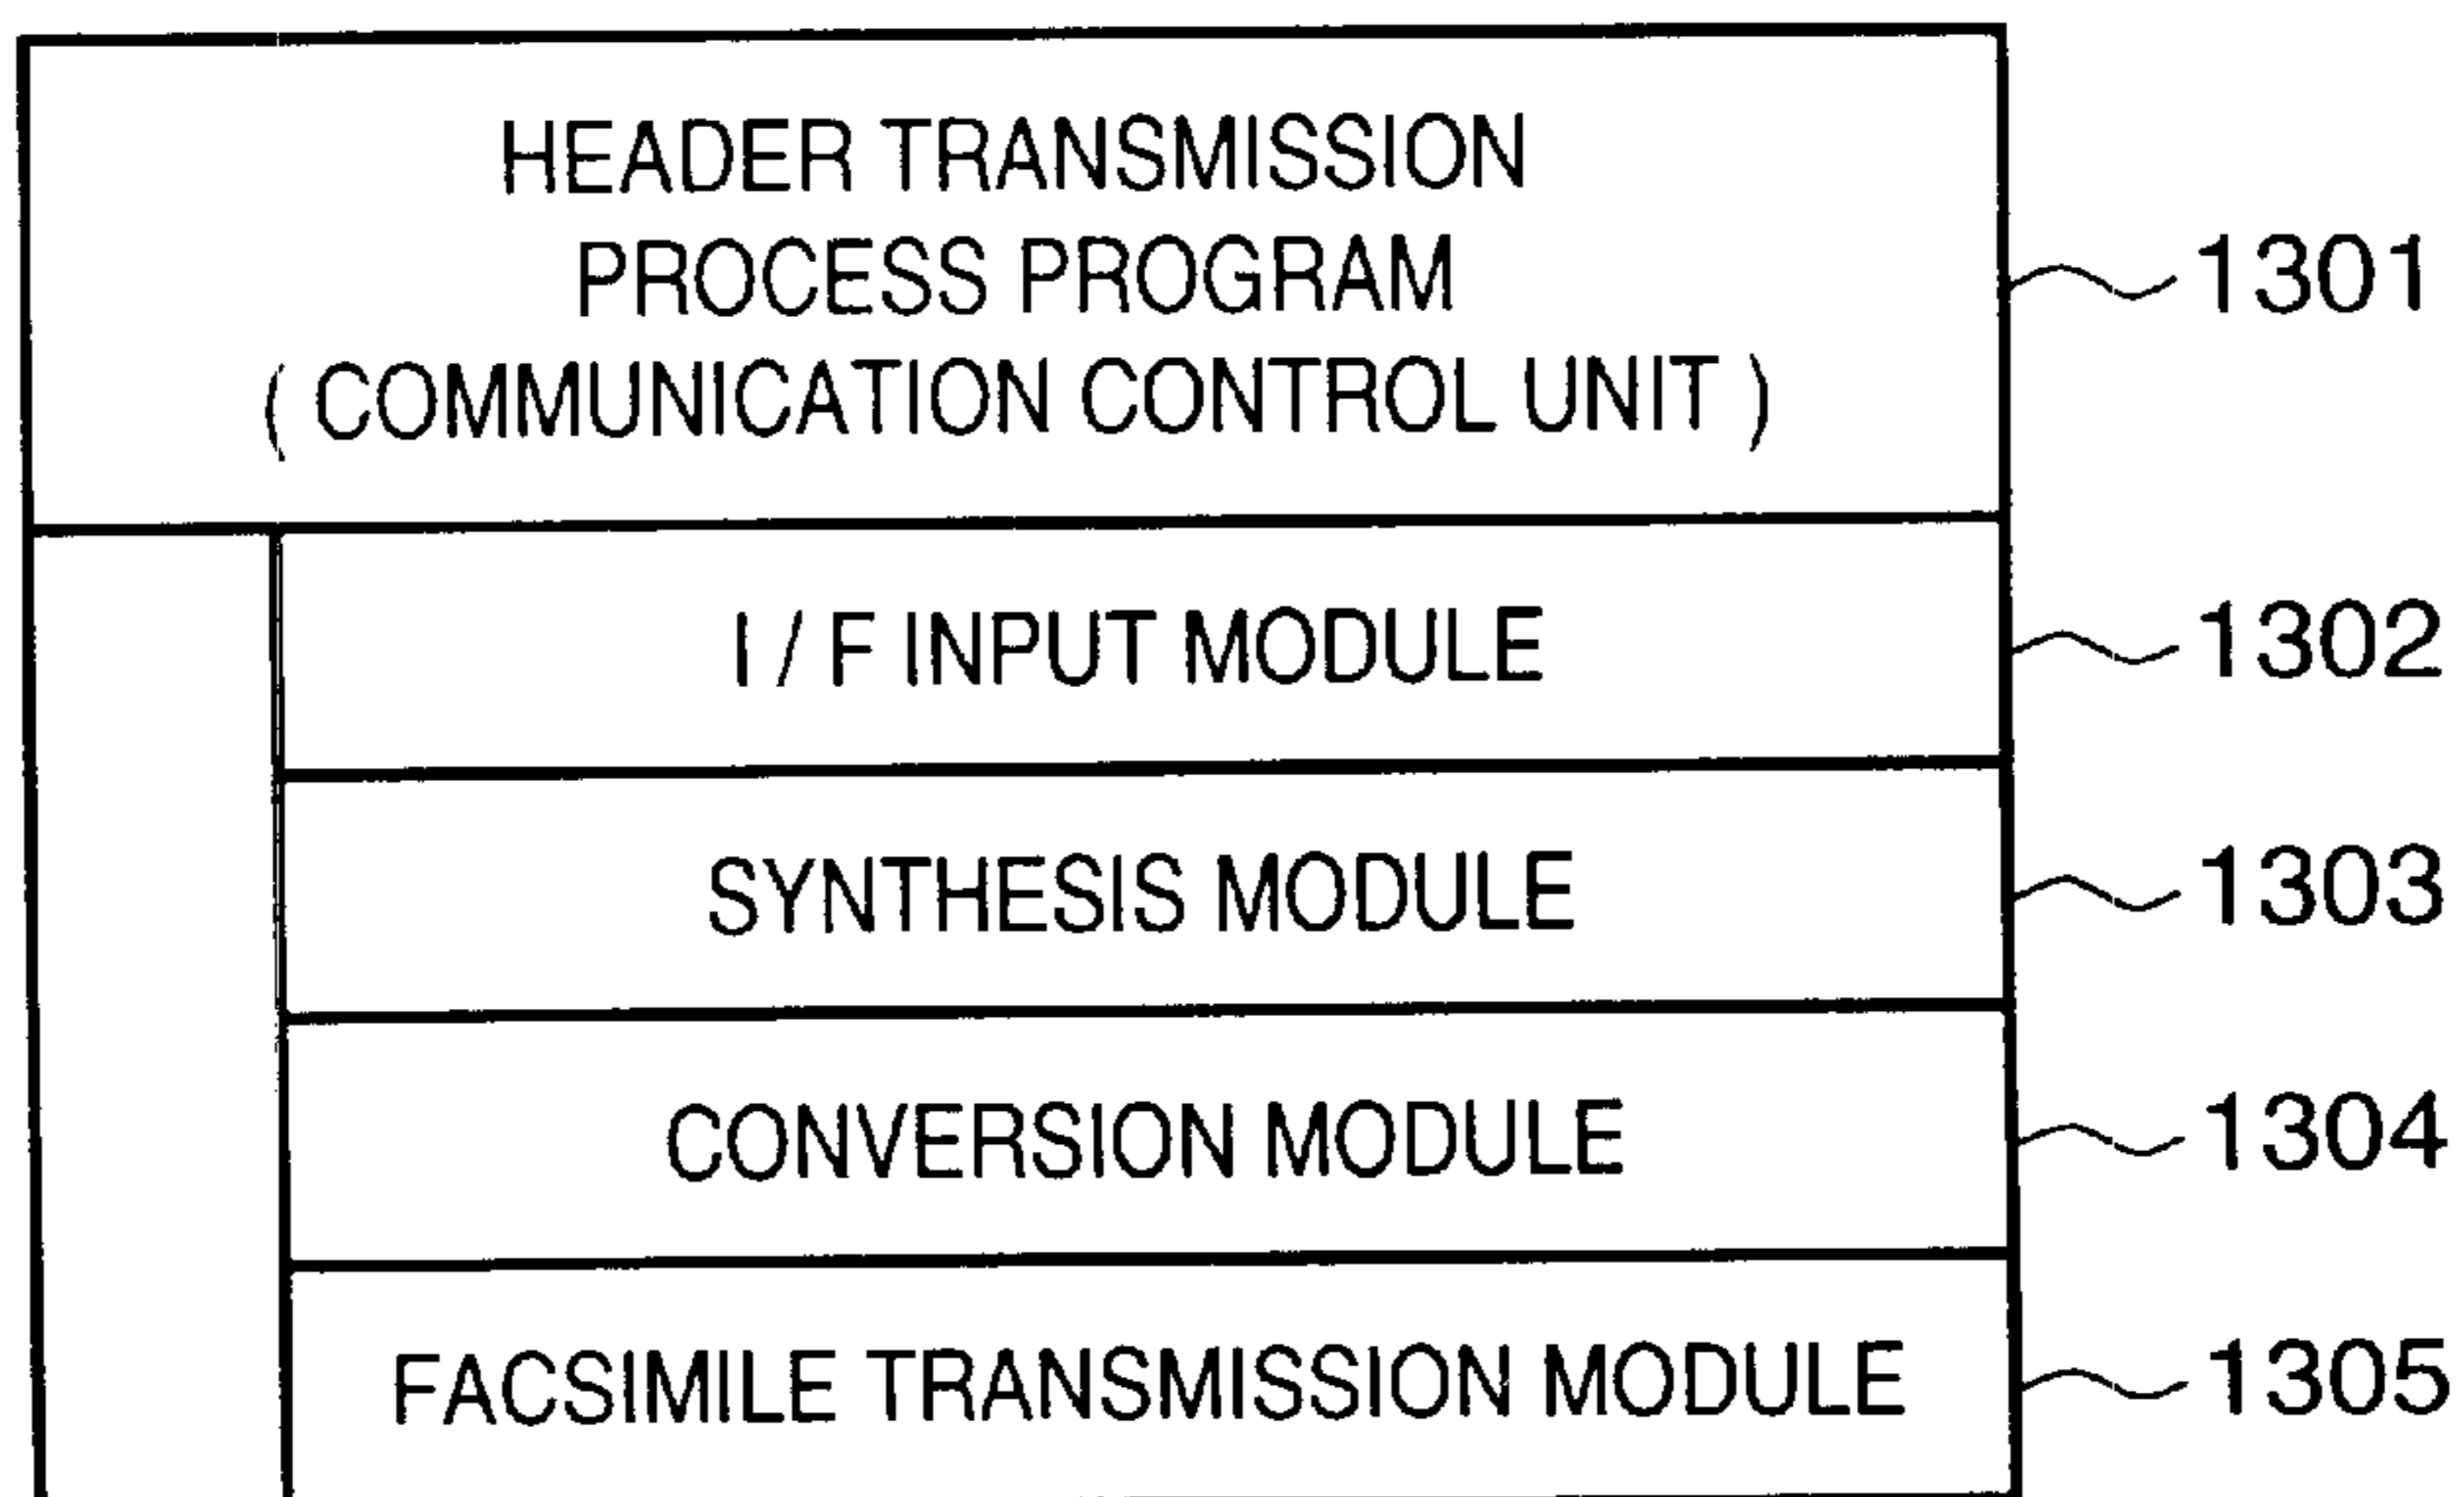 HEADER TRANSMISSION
PROCESS PROGRAM
( COMMUNICATION CONTROL UNIT )
1301
I / F INPUT MODULE
1302
SYNTHESIS MODULE
1303
CONVERSION MODULE
1304
FACSIMILE TRANSMISSION MODULE
1305